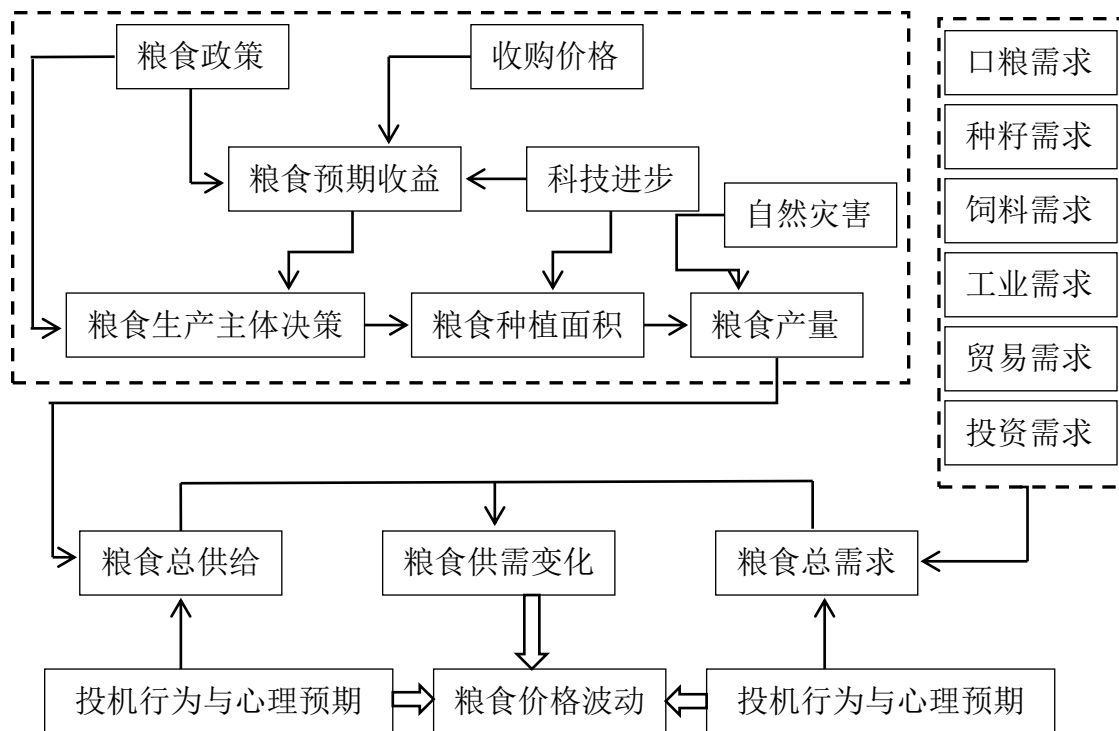 粮食政策
收购价格
口粮需求
种籽需求
粮食预期收益
科技进步
自然灾害
饲料需求
工业需求
粮食生产主体决策
粮食种植面积
粮食产量
贸易需求
投资需求
粮食总供给
粮食供需变化
粮食总需求
投机行为与心理预期
粮食价格波动
投机行为与心理预期